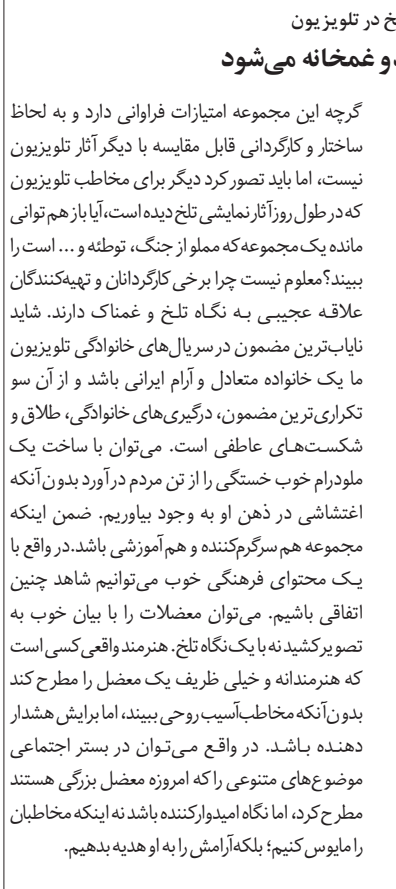 در تلویزیون
غمخانه می‌شود
گرچه این مجموعه امتیازات فراوانی دارد و به لحاظ
ساختار و کارگردانی قابل مقایسه با دیگر آثار تلویزیون
نیست، اما باید تصور کرد دیگر برای مخاطب تلویزیون
که در طول روز آثار نمایشی تلخ دیده است، آیا باز هم توانی
مانده یک مجموعه که مملو از جنگ، توطئه و ... است را
ببیند؟ معلوم نیست چرا برخی کارگردانان و تهیه‌کنندگان
علاقه عجیبی به نگاه تلخ و غمناک دارند. شاید
نایاب‌ترین مضمون در سریال‌های خانوادگی تلویزیون
ما یک خانواده متعادل و آرام ایرانی باشد و از آن سو
تکراری‌ترین مضمون، درگیری‌های خانوادگی، طلاق و
شکست‌های عاطفی است. می‌توان با ساخت یک
ملودرام خوب خستگی را از تن مردم درآورد بدون آنکه
اغتشاشی در ذهن او به وجود بیاوریم. ضمن اینکه
مجموعه هم سرگرم‌کننده و هم آموزشی باشد. در واقع با
یک محتوای فرهنگی خوب می‌توانیم شاهد چنین
اتفاقی باشیم. می‌توان معضلات را با بیان خوب به
تصویر کشید نه با یک نگاه تلخ. هنرمند واقعی کسی است
که هنرمندانه و خیلی ظریف یک معضل را مطرح کند
بدون آنکه مخاطب آسیب روحی ببیند، اما برایش هشدار
دهنده باشد. در واقع می‌توان در بستر اجتماعی
موضوع‌های متنوعی را که امروزه معضل بزرگی هستند
مطرح کرد، اما نگاه امیدوارکننده باشد نه اینکه مخاطبان
را مایوس کنیم؛ بلکه آرامش را به او هدیه بدهیم.